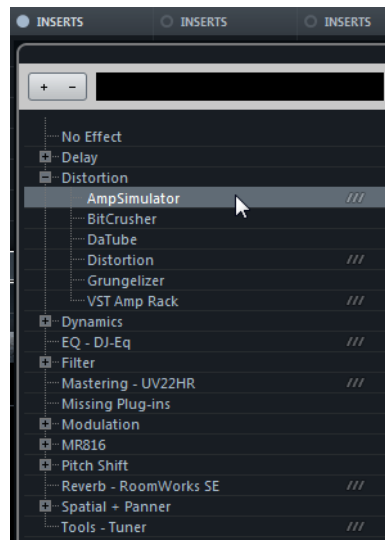 INSERTS INSERTS INSERTS
+ -
No Effect
Delay
Distortion
AmpSimulator ///
BitCrusher
DaTube
Distortion ///
Grungelizer
VST Amp Rack ///
Dynamics
EQ - DJ-Eq ///
Filter
Mastering - UV22HR ///
Missing Plug-ins
Modulation
MR816
Pitch Shift
Reverb - RoomWorks SE ///
Spatial + Panner
Tools - Tuner ///